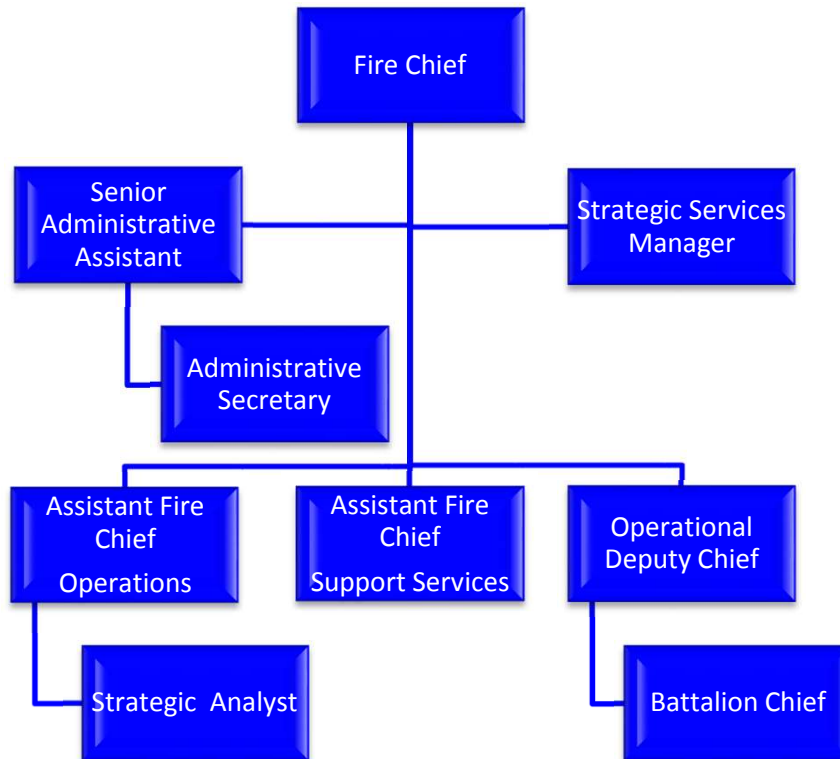 Fire Chief
Senior
Administrative
Assistant
Strategic Services
Manager
Administrative
Secretary
Assistant Fire
Chief
Operations
Assistant Fire
Chief
Support Services
Operational
Deputy Chief
Strategic  Analyst
Battalion Chief